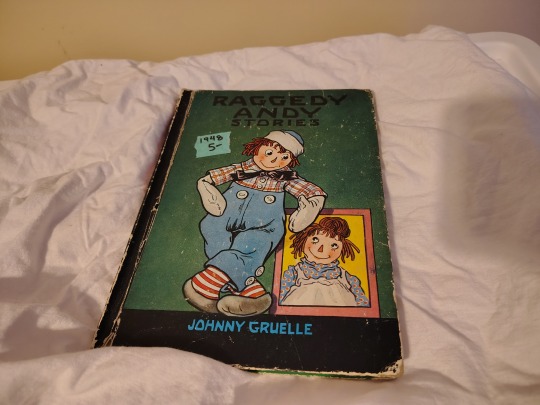 RAGGEDY
ANDY
STORIES
1948
5-
JOHNNY GRUELLE